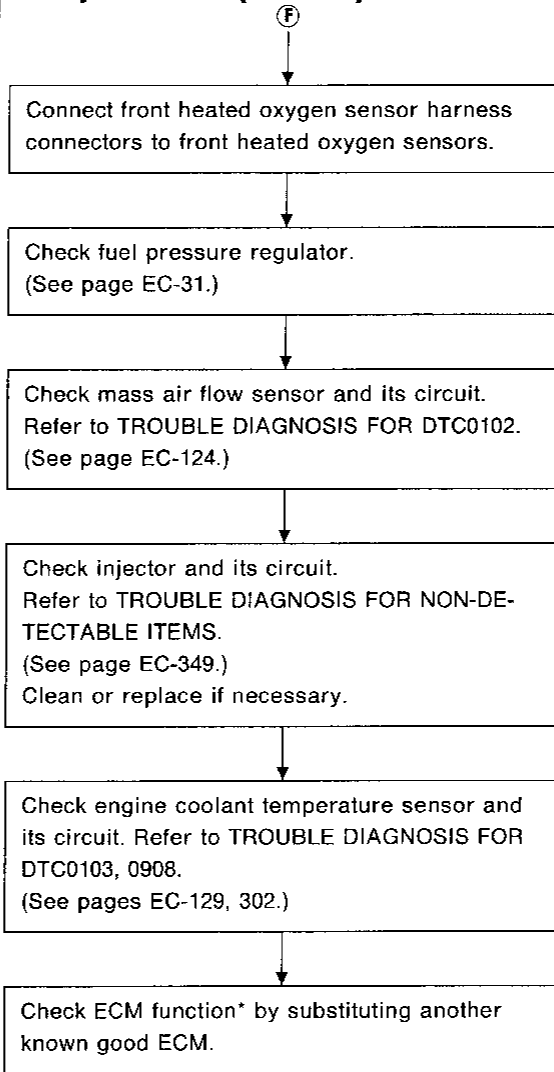 F
Connect front heated oxygen sensor harness
connectors to front heated oxygen sensors.
Check fuel pressure regulator.
(See page EC-31.)
Check mass air flow sensor and its circuit.
Refer to TROUBLE DIAGNOSIS FOR DTC0102.
(See page EC-124.)
Check injector and its circuit.
Refer to TROUBLE DIAGNOSIS FOR NON-DE-
TECTABLE ITEMS.
(See page EC-349.)
Clean or replace if necessary.
Check engine coolant temperature sensor and
its circuit. Refer to TROUBLE DIAGNOSIS FOR
DTC0103, 0908.
(See pages EC-129, 302.)
Check ECM function* by substituting another
known good ECM.